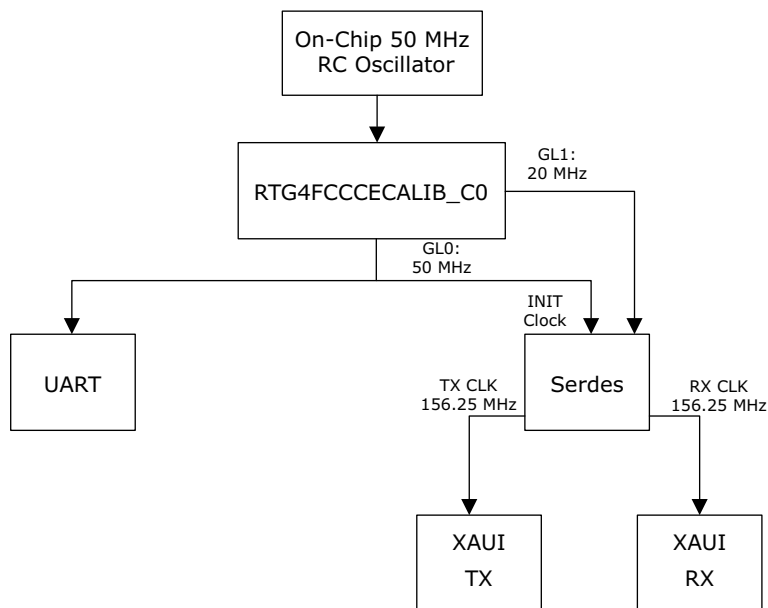 On-Chip 50 MHz
RC Oscillator
RTG4FCCCECALIB_C0
GL1:
20 MHz
GL0:
50 MHz
INIT
Clock
UART
Serdes
TX CLK
156.25 MHz
RX CLK
156.25 MHz
XAUI
TX
XAUI
RX